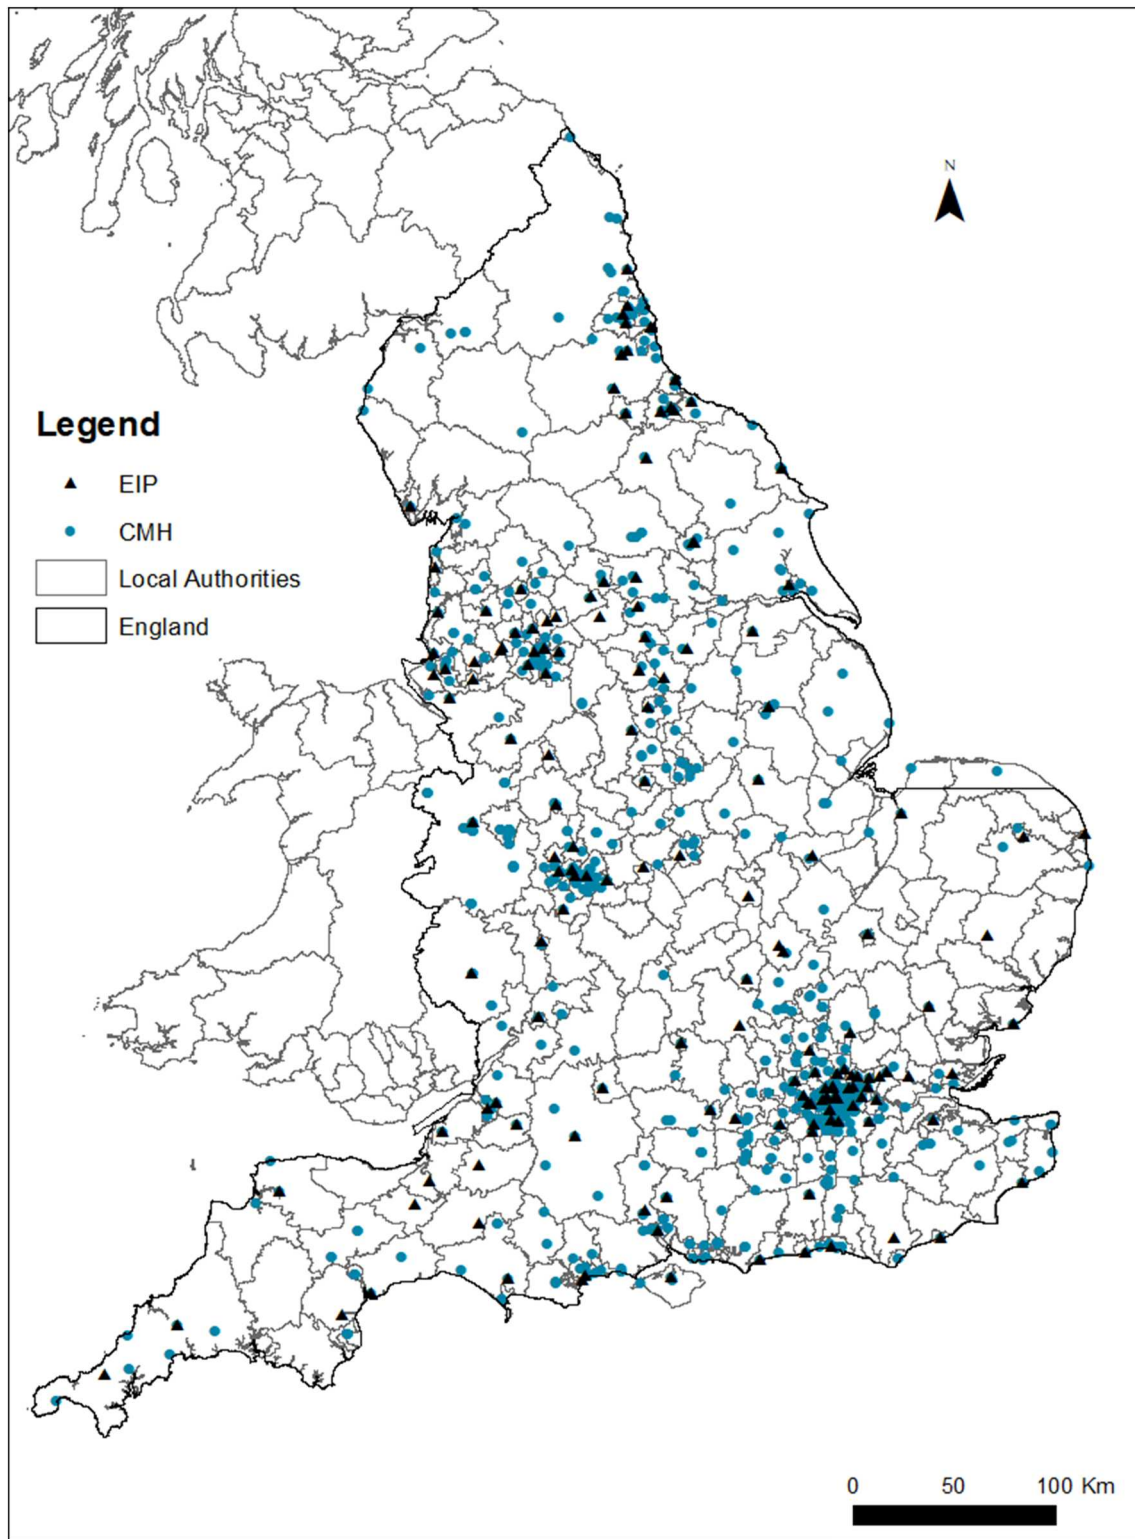 N
Legend
EIP
CMH
Local Authorities
England
0 50 100 Km